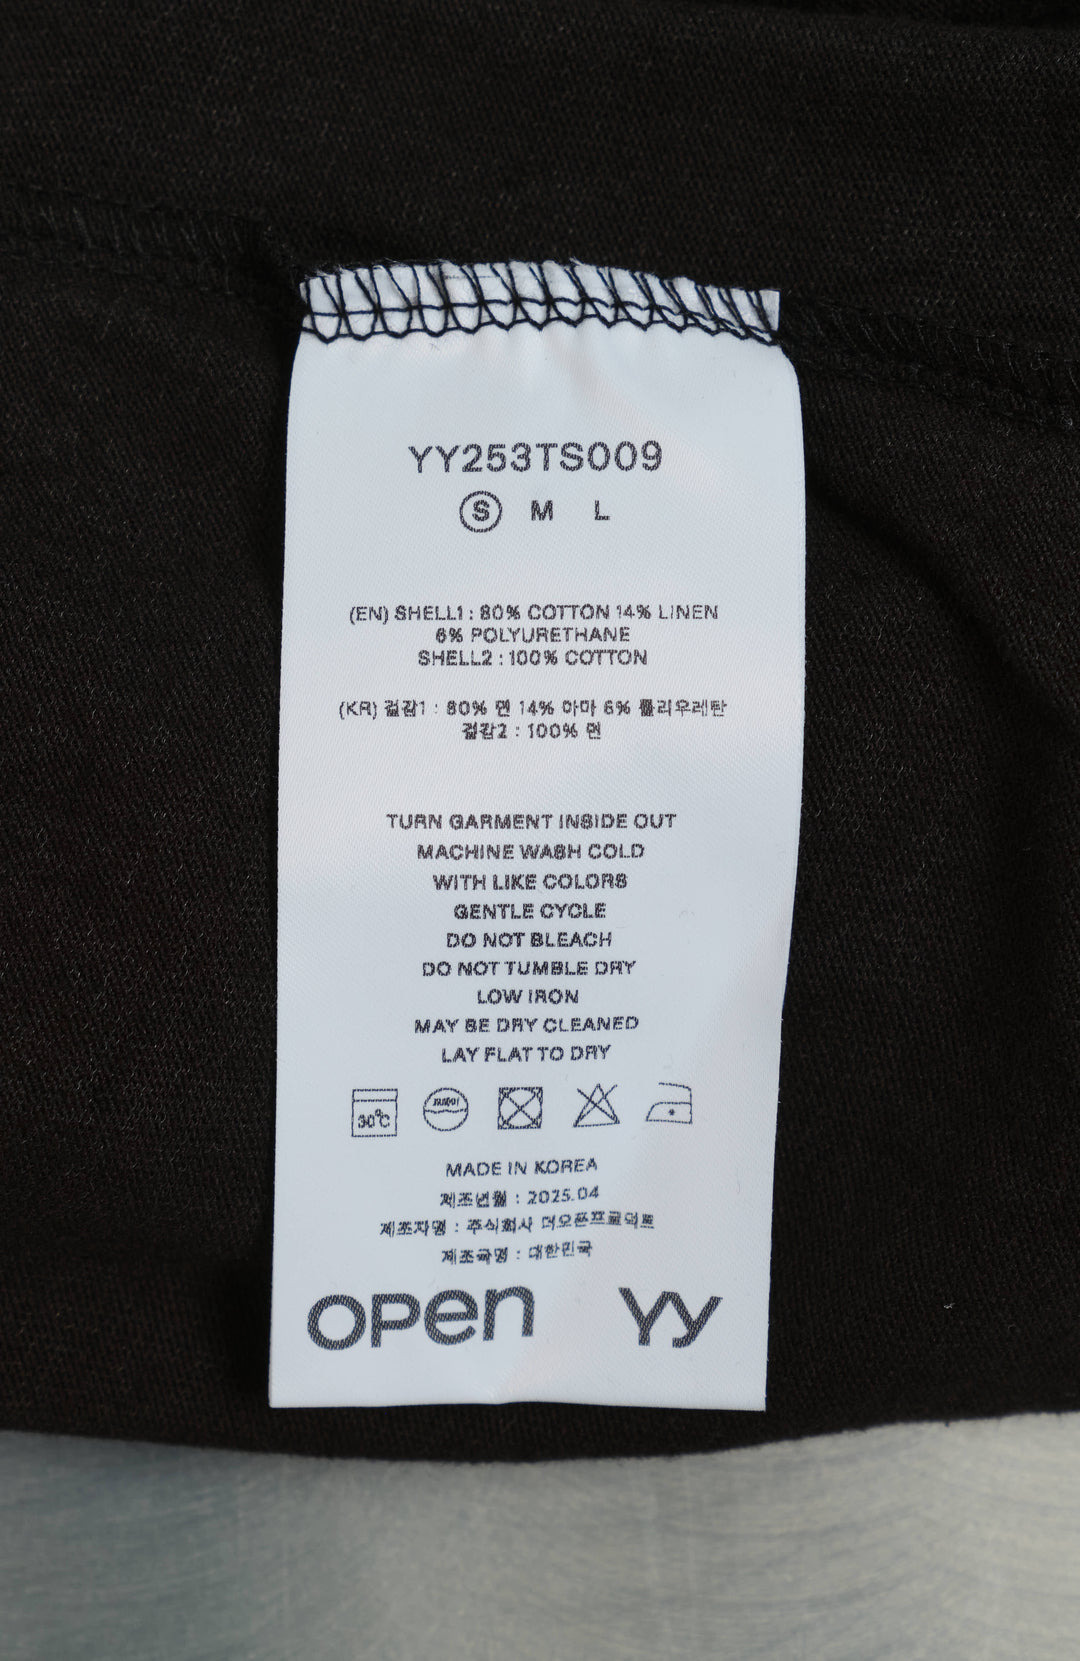 YY253TS009
S M L
(EN) SHELL1 : 80% COTTON 14% LINEN
6% POLYURETHANE
SHELL2 : 100% COTTON
(KR) 겉감1 : 80% 면 14% 아마 6% 폴리우레탄
겉감2 : 100% 면
TURN GARMENT INSIDE OUT
MACHINE WASH COLD
WITH LIKE COLORS
GENTLE CYCLE
DO NOT BLEACH
DO NOT TUMBLE DRY
LOW IRON
MAY BE DRY CLEANED
LAY FLAT TO DRY
30℃
MADE IN KOREA
제조년월 : 2025.04
제조자명 : 주식회사 더오픈프로덕트
제조국명 : 대한민국
OPEN YY